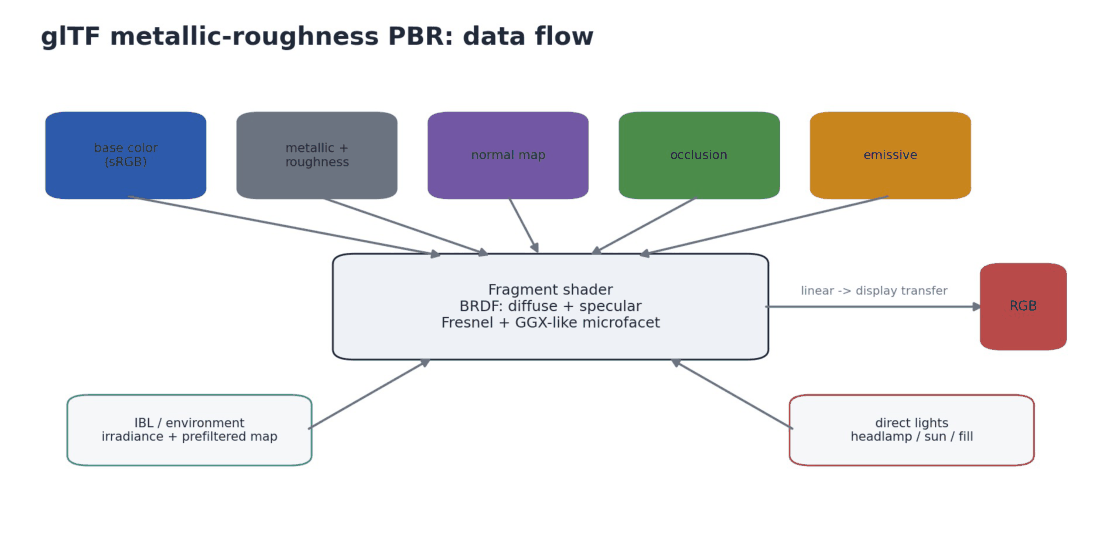 glTF metallic-roughness PBR: data flow
base color
(sRGB)
metallic +
roughness
normal map
occlusion
emissive
Fragment shader
BRDF: diffuse + specular
Fresnel + GGX-like microfacet
linear -> display transfer
RGB
IBL / environment
irradiance + prefiltered map
direct lights
headlamp / sun / fill